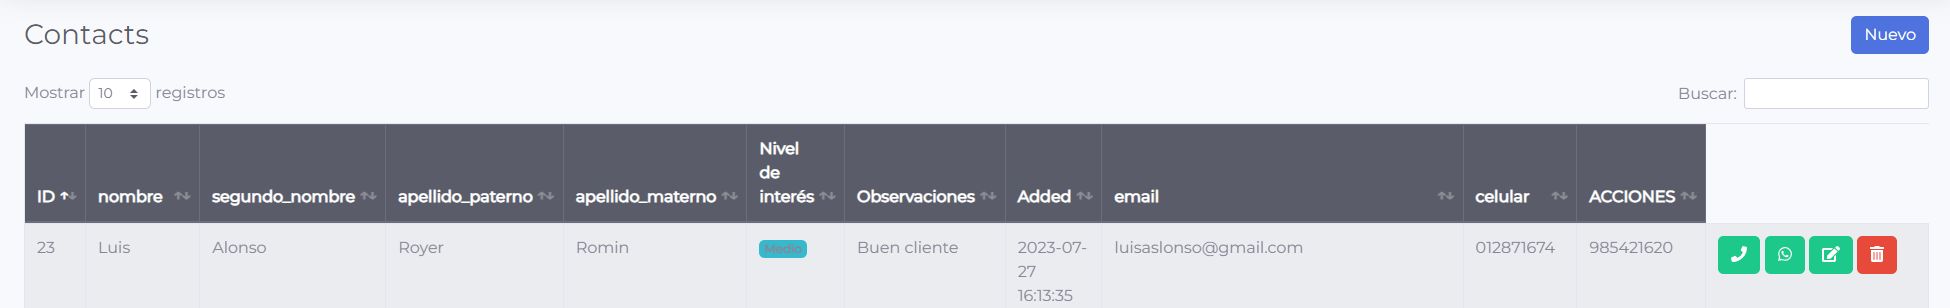 Contacts
Nuevo
Mostrar 10 registros
Buscar:
ID nombre segundo_nombre apellido_paterno apellido_materno Nivel de interés Observaciones Added email celular ACCIONES
23 Luis Alonso Royer Romin Medio Buen cliente 2023-07-27 16:13:35 luisaslonso@gmail.com 012871674 985421620